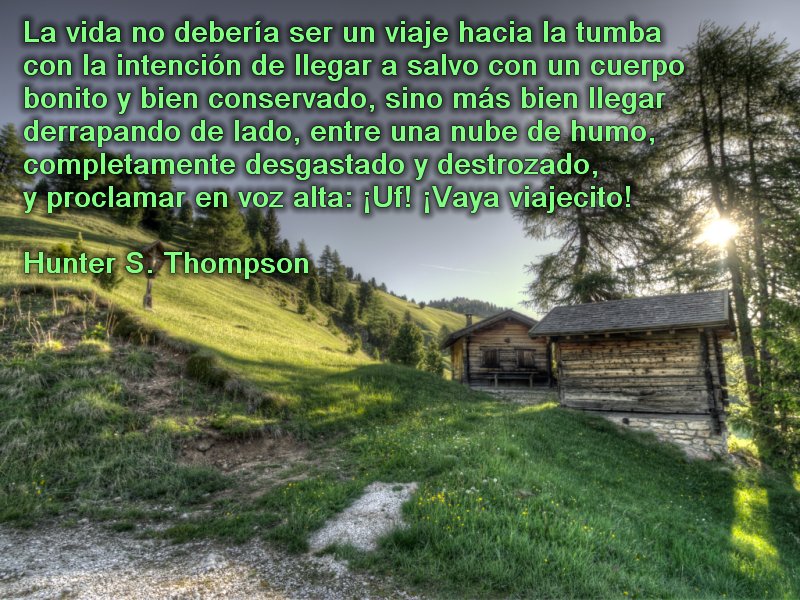 La vida no debería ser un viaje hacia la tumba
con la intención de llegar a salvo con un cuerpo
bonito y bien conservado, sino más bien llegar
derrapando de lado, entre una nube de humo,
completamente desgastado y destrozado,
y proclamar en voz alta: ¡Uf! ¡Vaya viajecito!
Hunter S. Thompson